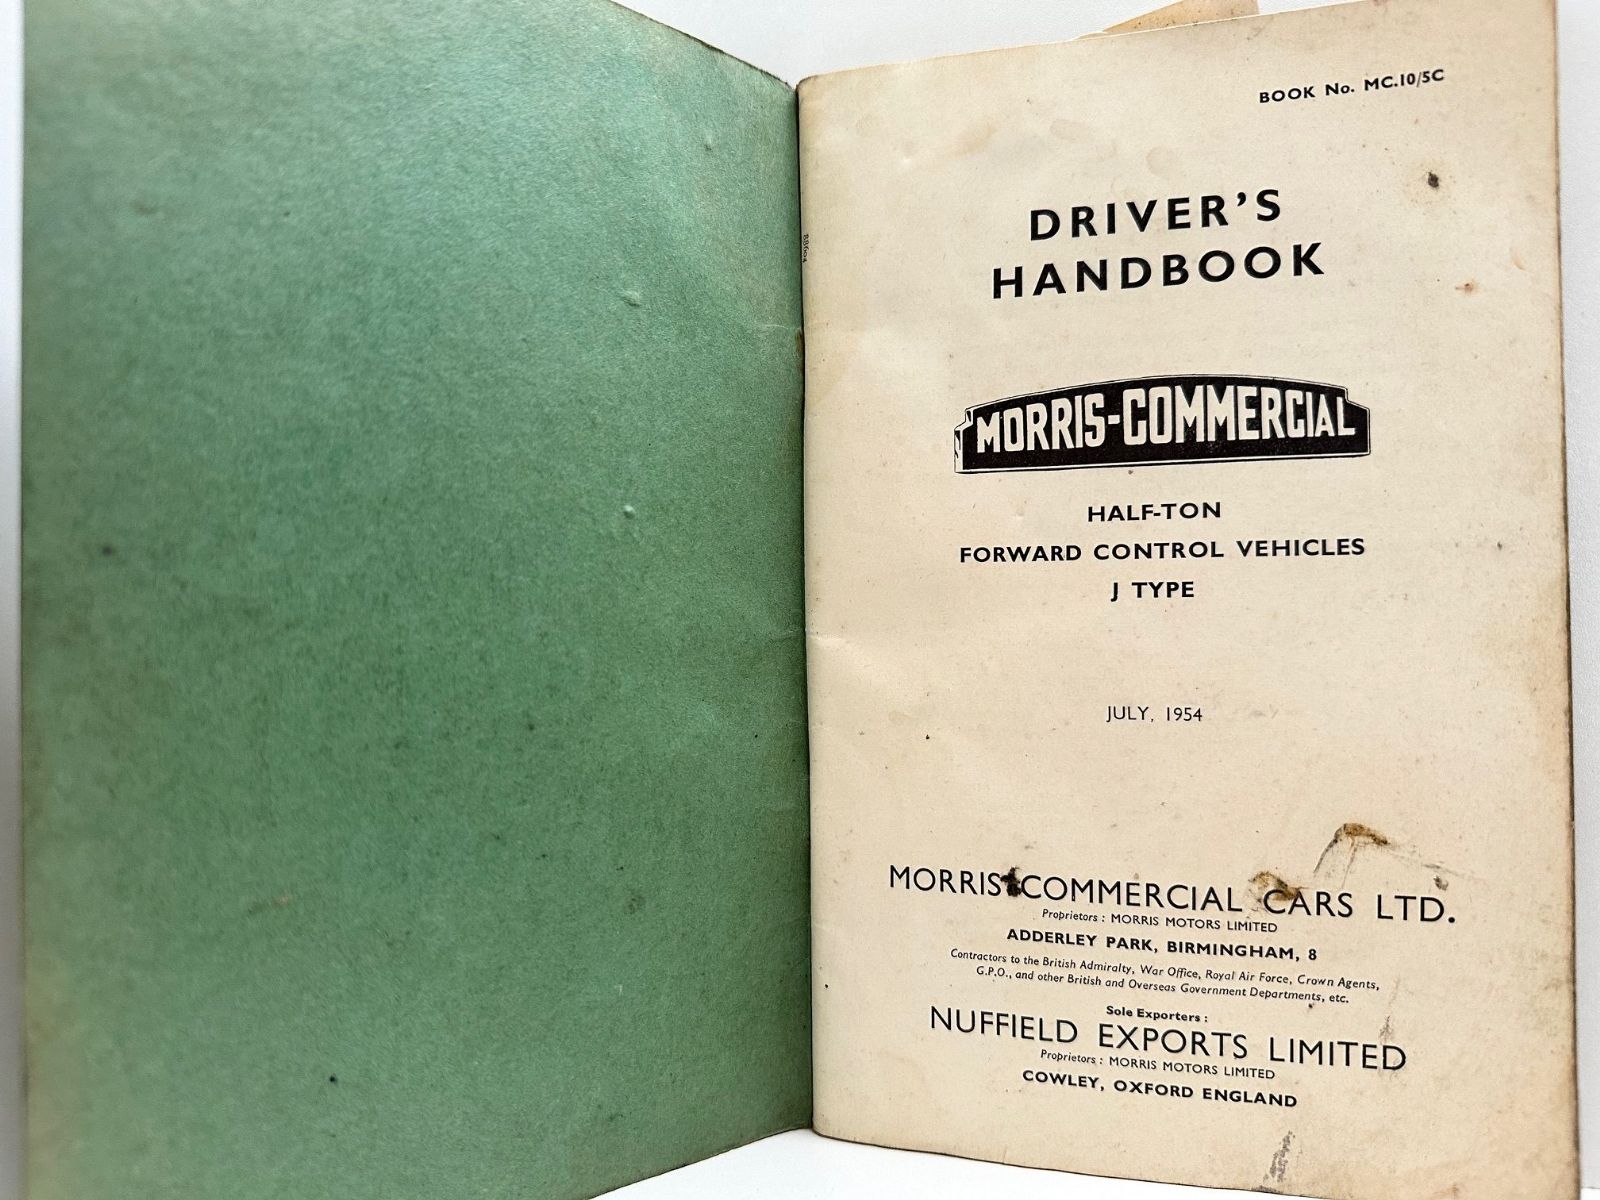 BOOK No. MC.10/5C
DRIVER'S
HANDBOOK
MORRIS-COMMERCIAL
HALF-TON
FORWARD CONTROL VEHICLES
J TYPE
JULY, 1954
MORRIS-COMMERCIAL CARS LTD.
Proprietors : MORRIS MOTORS LIMITED
ADDERLEY PARK, BIRMINGHAM, 8
Contractors to the British Admiralty, War Office, Royal Air Force, Crown Agents,
G.P.O., and other British and Overseas Government Departments, etc.
Sole Exporters :
NUFFIELD EXPORTS LIMITED
Proprietors : MORRIS MOTORS LIMITED
COWLEY, OXFORD ENGLAND